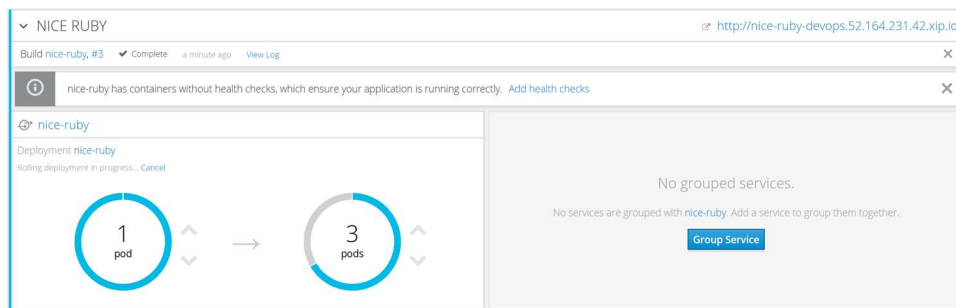 NICE RUBY
http://nice-ruby-devops.52.164.231.42.xip.io
Build nice-ruby, #3 Complete a minute ago View Log
nice-ruby has containers without health checks, which ensure your application is running correctly. Add health checks
nice-ruby
Deployment nice-ruby
Rolling deployment in progress... Cancel
1
pod
3
pods
No grouped services.
No services are grouped with nice-ruby. Add a service to group them together.
Group Service